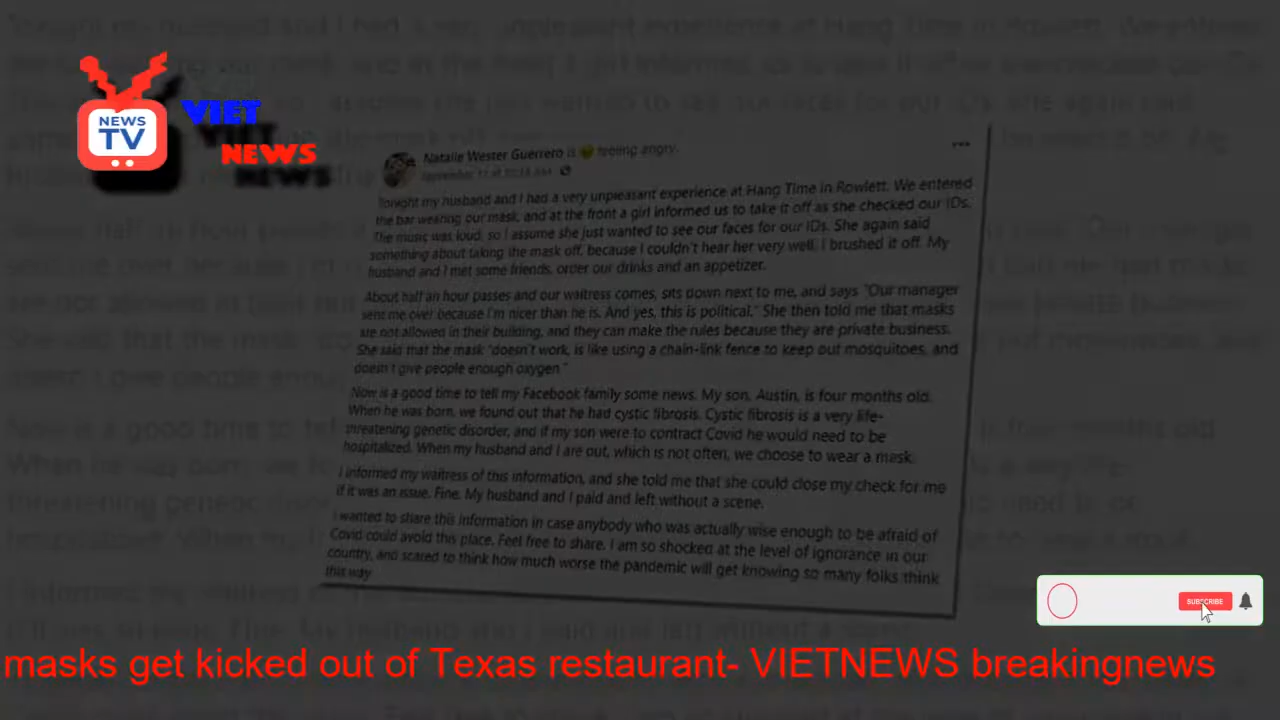 NEWS
TV
VIET
NEWS
Natalie Wester Guerrero is feeling angry.
Tonight my husband and I had a very unpleasant experience at Hang Time in Rowlett. We entered
the bar wearing our mask, and at the front a girl informed us to take it off as she checked our IDs.
The music was loud, so I assume she just wanted to see our faces for our IDs. She again said
something about taking the mask off, because I couldn't hear her very well, I brushed it off. My
husband and I met some friends, order our drinks and an appetizer.
About half an hour passes and our waitress comes, sits down next to me, and says "Our manager
sent me over because I'm nicer than he is. And yes, this is political." She then told me that masks
are not allowed in their building, and they can make the rules because they are private business.
She said that the mask "doesn't work, is like using a chain-link fence to keep out mosquitoes, and
doesn't give people enough oxygen"
Now is a good time to tell my Facebook family some news. My son, Austin, is four months old.
When he was born, we found out that he had cystic fibrosis. Cystic fibrosis is a very life-
threatening genetic disorder, and if my son were to contract Covid he would need to be
hospitalized. When my husband and I are out, which is not often, we choose to wear a mask.
I informed my waitress of this information, and she told me that she could close my check for me
if it was an issue. Fine. My husband and I paid and left without a scene.
I wanted to share this information in case anybody who was actually wise enough to be afraid of
Covid could avoid this place. Feel free to share. I am so shocked at the level of ignorance in our
country, and scared to think how much worse the pandemic will get knowing so many folks think
this way
SUBSCRIBE
masks get kicked out of Texas restaurant- VIETNEWS breakingnews